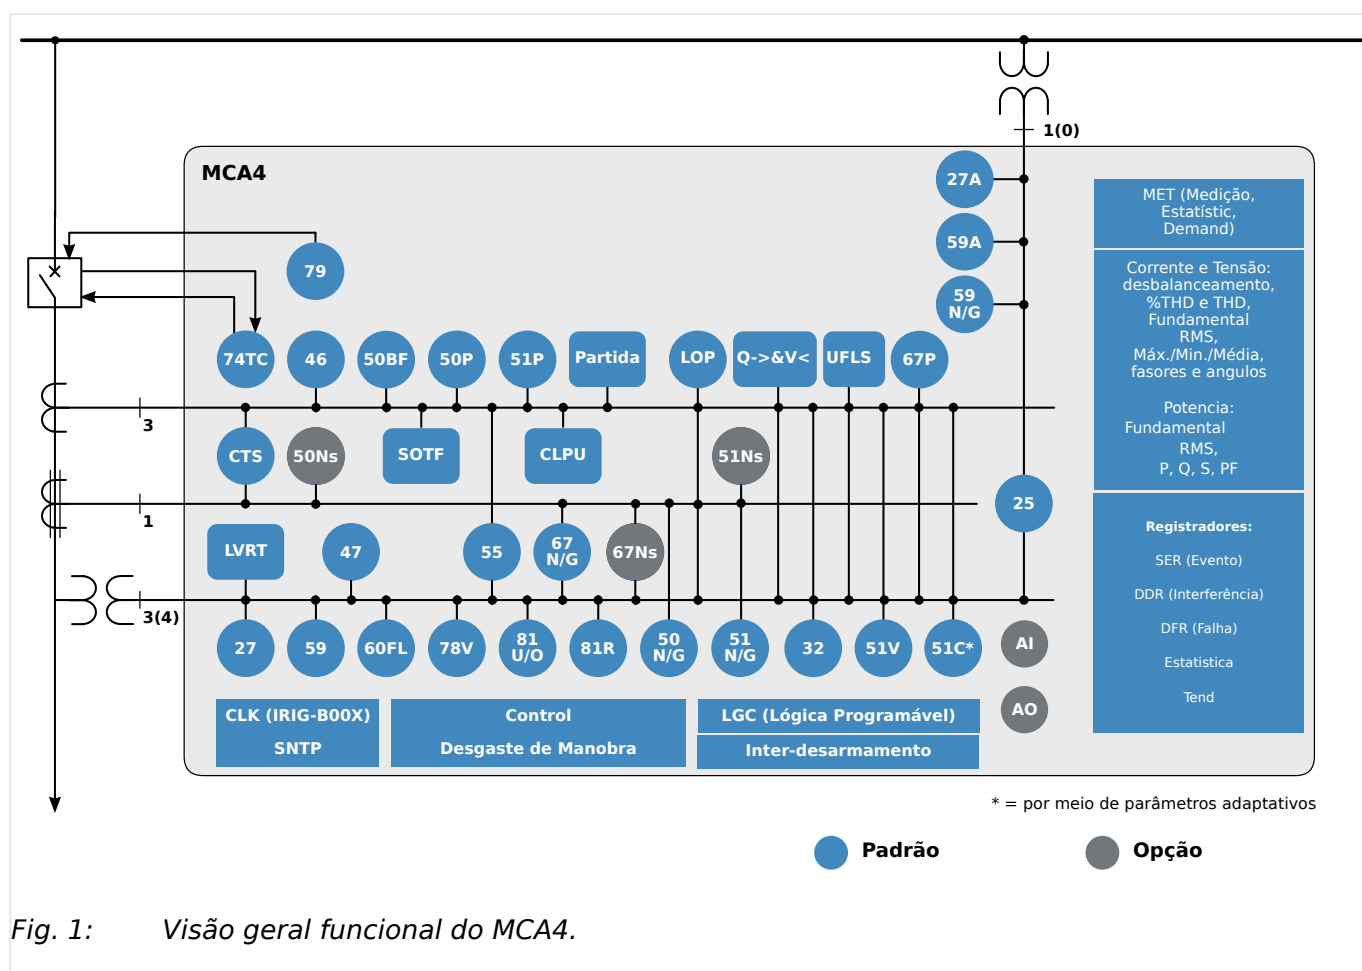 1(0)
MCA4
27A
59A
59
N/G
79
74TC
46
50BF
50P
51P
Partida
LOP
Q->&V<
UFLS
67P
3
CTS
50Ns
SOTF
CLPU
51Ns
25
1
LVRT
47
55
67
N/G
67Ns
3(4)
27
59
60FL
78V
81
U/O
81R
50
N/G
51
N/G
32
51V
51C*
AI
AO
CLK (IRIG-B00X)
SNTP
Control
Desgaste de Manobra
LGC (Lógica Programável)
Inter-desarmamento
MET (Medição,
Estatístic,
Demand)
Corrente e Tensão:
desbalanceamento,
%THD e THD,
Fundamental
RMS,
Máx./Min./Média,
fasores e angulos
Potencia:
Fundamental
RMS,
P, Q, S, PF
Registradores:
SER (Evento)
DDR (Interferência)
DFR (Falha)
Estatistica
Tend
* = por meio de parâmetros adaptativos
Padrão
Opção
Fig. 1: Visão geral funcional do MCA4.